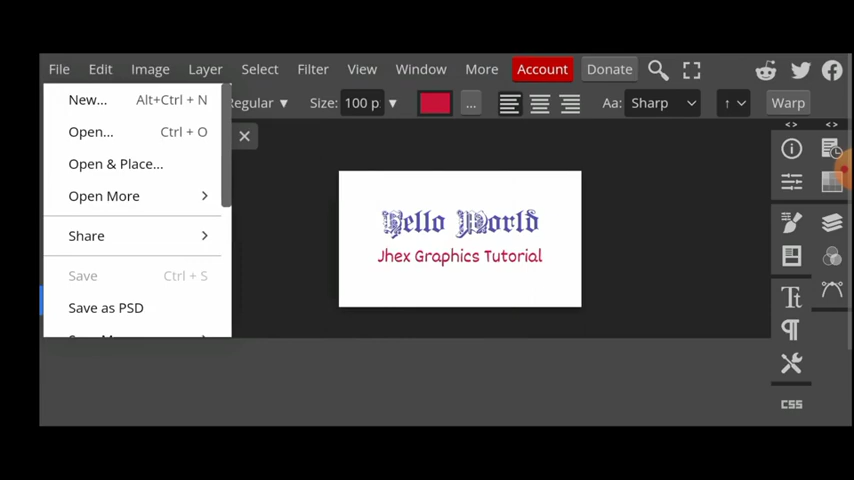 File Edit Image Layer Select Filter View Window More Account Donate
Regular Size: 100 p ... Aa: Sharp Warp
New... Alt+Ctrl + N
Open... Ctrl + O
Open & Place...
Open More
Share
Save Ctrl + S
Save as PSD
Hello World
Jhex Graphics Tutorial
CSS